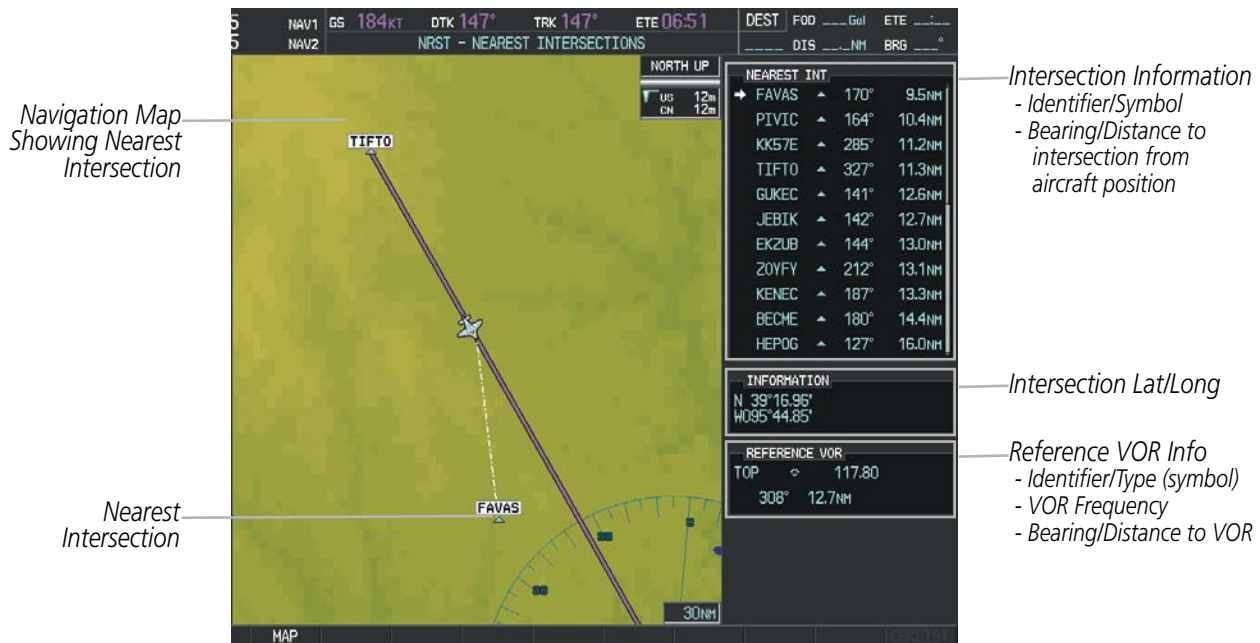 NAV1 GS 184KT DTK 147° TRK 147° ETE 06:51 DEST FOD ___Gal ETE __:__
NAV2 NRST - NEAREST INTERSECTIONS ____ DIS __._NM BRG ___°
NORTH UP
US 12m
CN 12m
TIFTO
FAVAS
30NM
MAP
NEAREST INT
FAVAS 170° 9.5NM
PIVIC 164° 10.4NM
KK57E 285° 11.2NM
TIFTO 327° 11.3NM
GUKEC 141° 12.6NM
JEBIK 142° 12.7NM
EKZUB 144° 13.0NM
ZOYFY 212° 13.1NM
KENEC 187° 13.3NM
BECME 180° 14.4NM
HEPOG 127° 16.0NM
INFORMATION
N 39°16.96'
W095°44.85'
REFERENCE VOR
TOP 117.80
308° 12.7NM
CHKLIST
Navigation Map
Showing Nearest
Intersection
Nearest
Intersection
Intersection Information
- Identifier/Symbol
- Bearing/Distance to
intersection from
aircraft position
Intersection Lat/Long
Reference VOR Info
- Identifier/Type (symbol)
- VOR Frequency
- Bearing/Distance to VOR